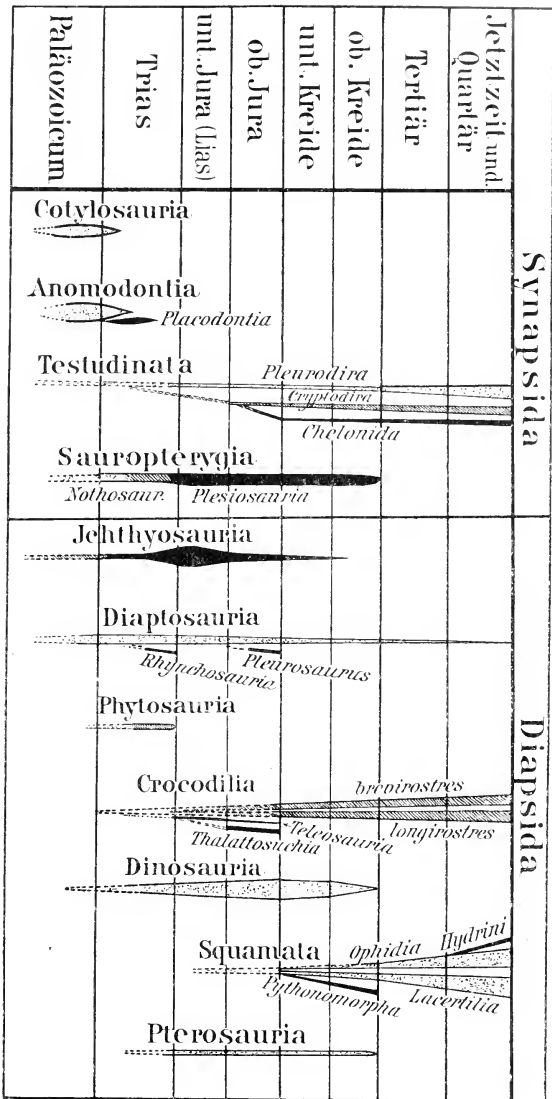 Paläozoicum
Trias
unt. Jura (Lias)
ob. Jura
unt. Kreide
ob. Kreide
Tertiär
Jetztzeit und
Quartär
Synapsida
Cotylosauria
Anomodontia
Placodontia
Testudinata
Pleurodira
Cryptodira
Chelonida
Sauropterygia
Nothosaur. Plesiosauria
Diapsida
Jchthyosauria
Diaptosauria
Rhynchosauria
Pleurosaurus
Phytosauria
Crocodilia
brevirostres
Teleosauria
longirostres
Thalattosuchia
Dinosauria
Squamata
Ophidia
Hydrini
Pythonomorpha
Lacertilia
Pterosauria